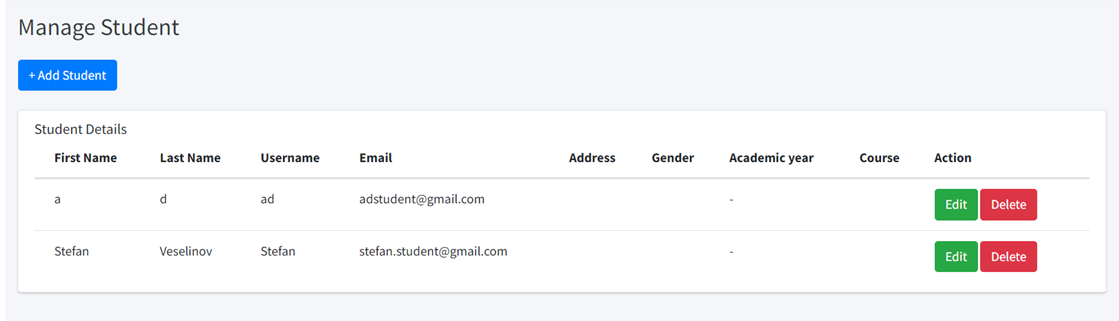 Manage Student
+ Add Student
Student Details
First Name Last Name Username Email Address Gender Academic year Course Action
a d ad adstudent@gmail.com - Edit Delete
Stefan Veselinov Stefan stefan.student@gmail.com - Edit Delete